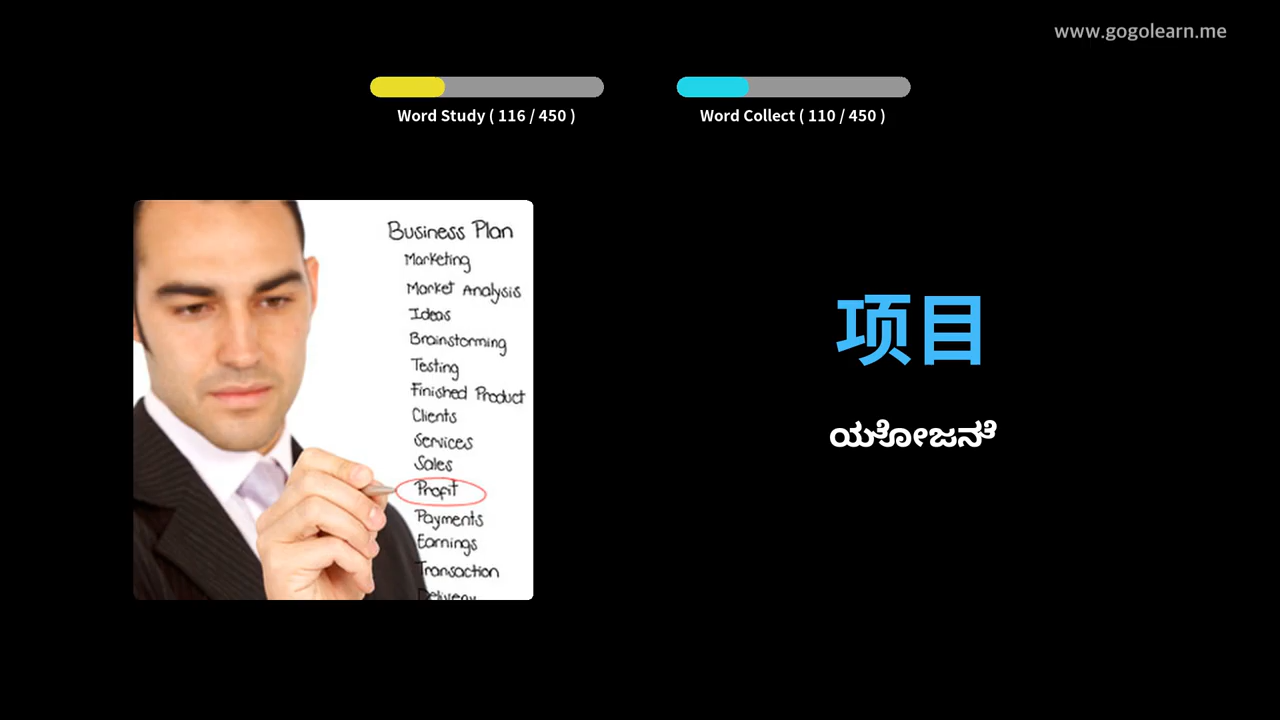 www.gogolearn.me
Word Study ( 116 / 450 )
Word Collect ( 110 / 450 )
Business Plan
Marketing
Market Analysis
Ideas
Brainstorming
Testing
Finished Product
Clients
Services
Sales
Profit
Payments
Earnings
Transaction
Delivery
项目
ಯೋಜನೆ